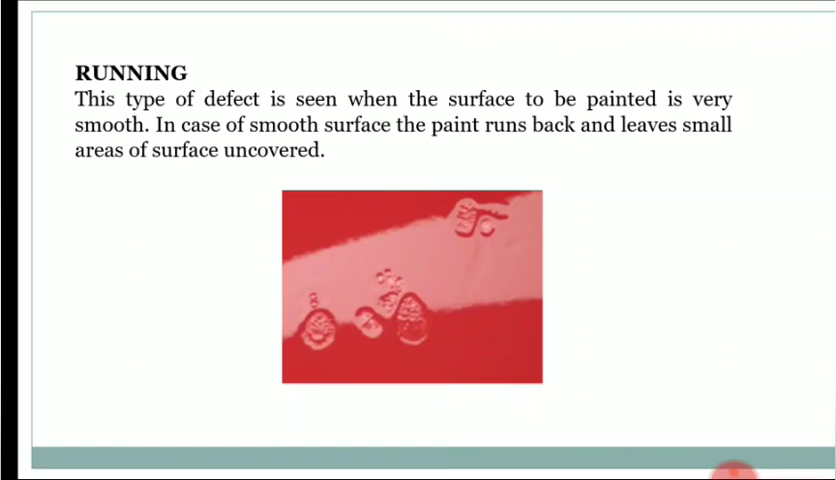 RUNNING
This type of defect is seen when the surface to be painted is very
smooth. In case of smooth surface the paint runs back and leaves small
areas of surface uncovered.